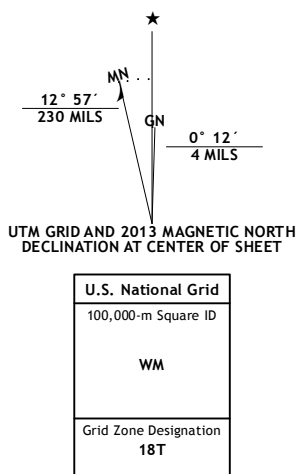 ★
MN
12° 57´
230 MILS
GN
0° 12´
4 MILS
UTM GRID AND 2013 MAGNETIC NORTH
DECLINATION AT CENTER OF SHEET
U.S. National Grid
100,000-m Square ID
WM
Grid Zone Designation
18T